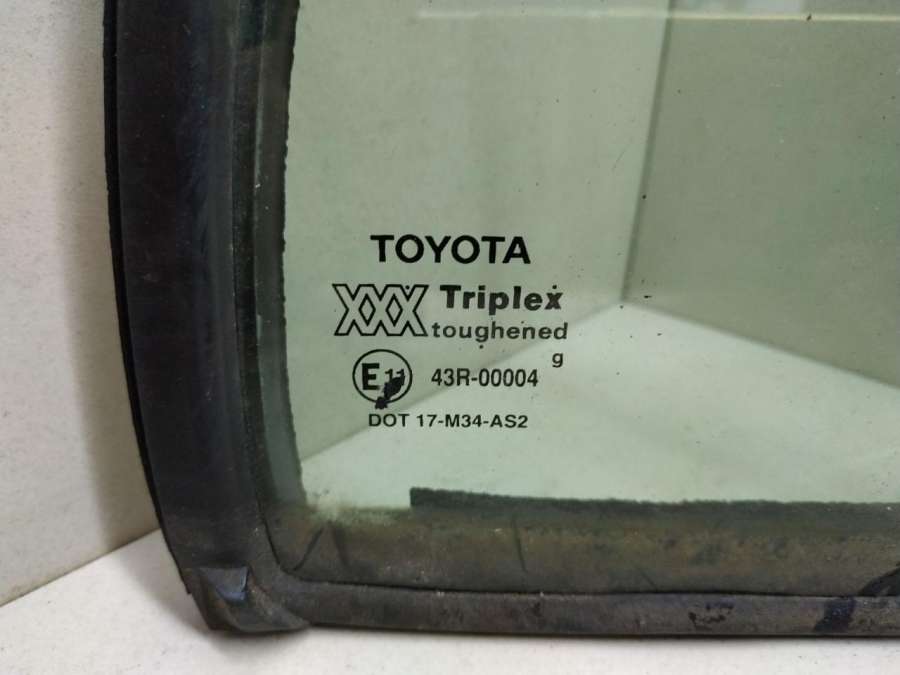 TOYOTA
XXX Triplex
toughened
g
E11 43R-00004
DOT 17-M34-AS2